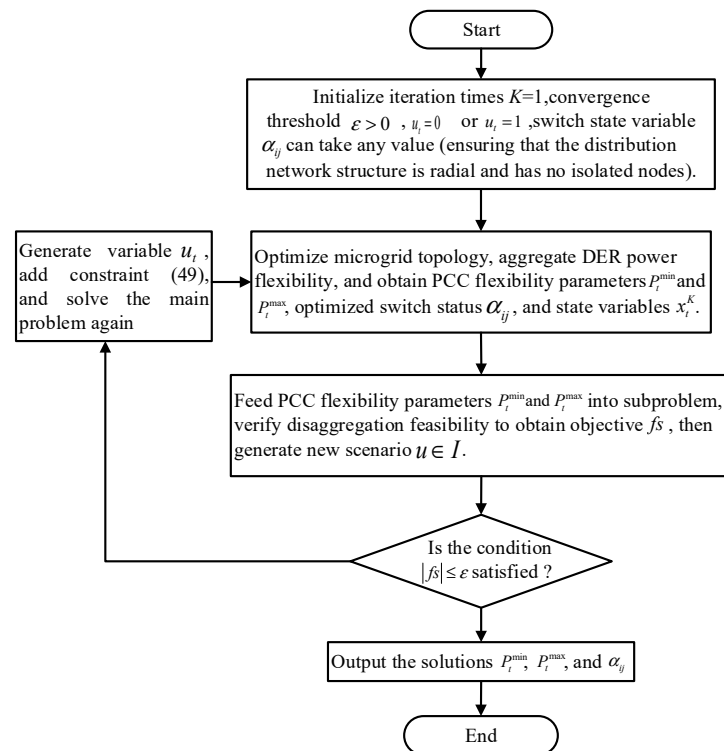 Start
Initialize iteration times K=1,convergence
threshold ε > 0 , u_t = 0 or u_t = 1 ,switch state variable
α_ij can take any value (ensuring that the distribution
network structure is radial and has no isolated nodes).
Generate variable u_t ,
add constraint (49),
and solve the main
problem again
Optimize microgrid topology, aggregate DER power
flexibility, and obtain PCC flexibility parameters P_t^min and
P_t^max, optimized switch status α_ij , and state variables x_t^K.
Feed PCC flexibility parameters P_t^min and P_t^max into subproblem,
verify disaggregation feasibility to obtain objective fs , then
generate new scenario u ∈ I.
Is the condition
|fs| ≤ ε satisfied ?
Output the solutions P_t^min, P_t^max, and α_ij
End